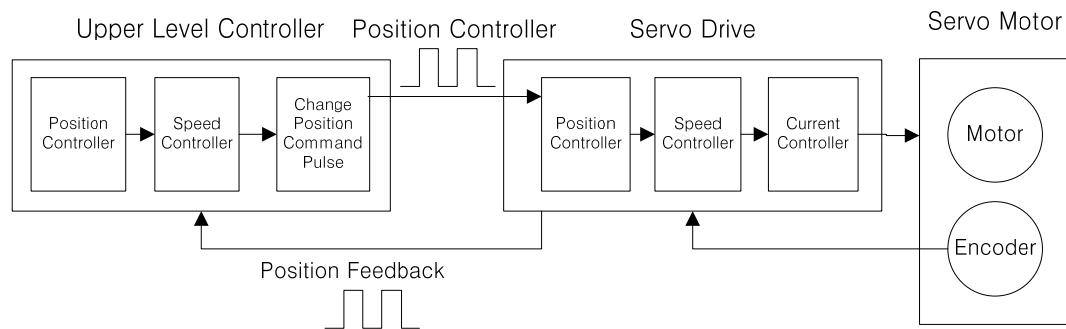 Upper Level Controller
Position Controller
Servo Drive
Servo Motor
Position
Controller
Speed
Controller
Change
Position
Command
Pulse
Position
Controller
Speed
Controller
Current
Controller
Motor
Encoder
Position Feedback